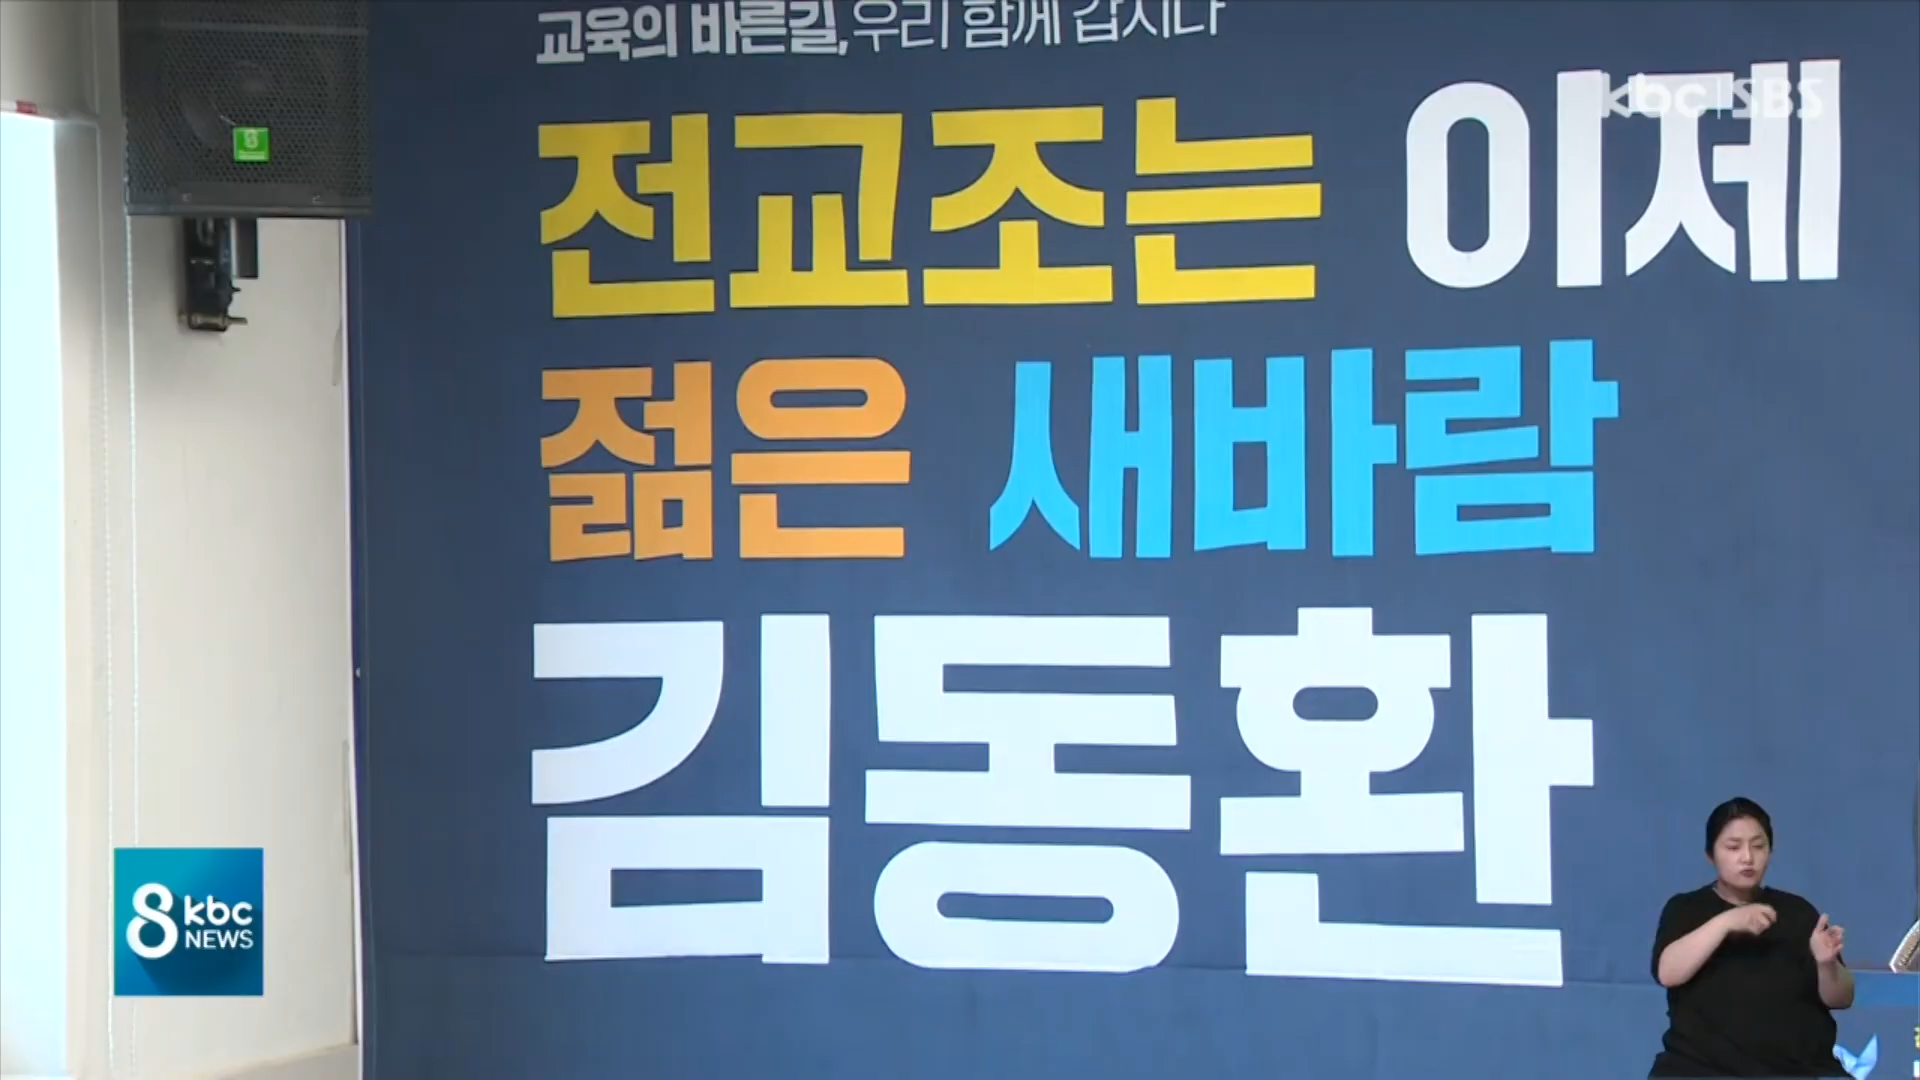 교육의 바른길, 우리 함께 갑시다
kbc | SBS
전교조는 이제
젊은 새바람
김동환
8 kbc
NEWS